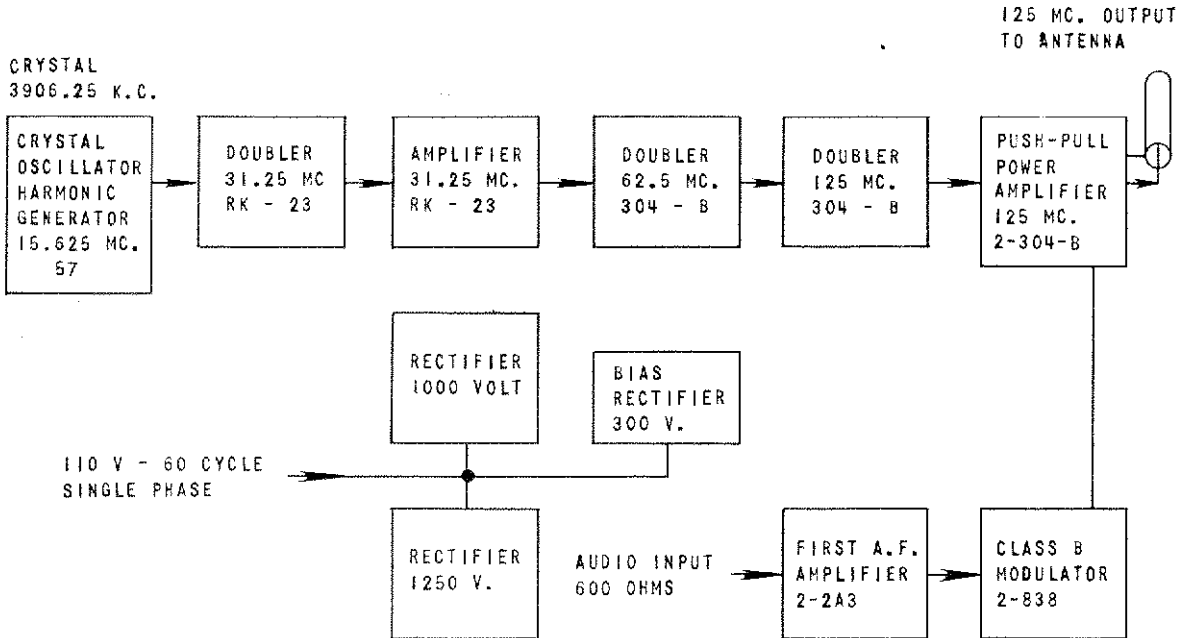 125 MC. OUTPUT
TO ANTENNA
CRYSTAL
3906.25 K.C.
CRYSTAL
OSCILLATOR
HARMONIC
GENERATOR
15.625 MC.
57
DOUBLER
31.25 MC
RK - 23
AMPLIFIER
31.25 MC.
RK - 23
DOUBLER
62.5 MC.
304 - B
DOUBLER
125 MC.
304 - B
PUSH-PULL
POWER
AMPLIFIER
125 MC.
2-304-B
RECTIFIER
1000 VOLT
BIAS
RECTIFIER
300 V.
110 V - 60 CYCLE
SINGLE PHASE
RECTIFIER
1250 V.
AUDIO INPUT
600 OHMS
FIRST A.F.
AMPLIFIER
2-2A3
CLASS B
MODULATOR
2-838